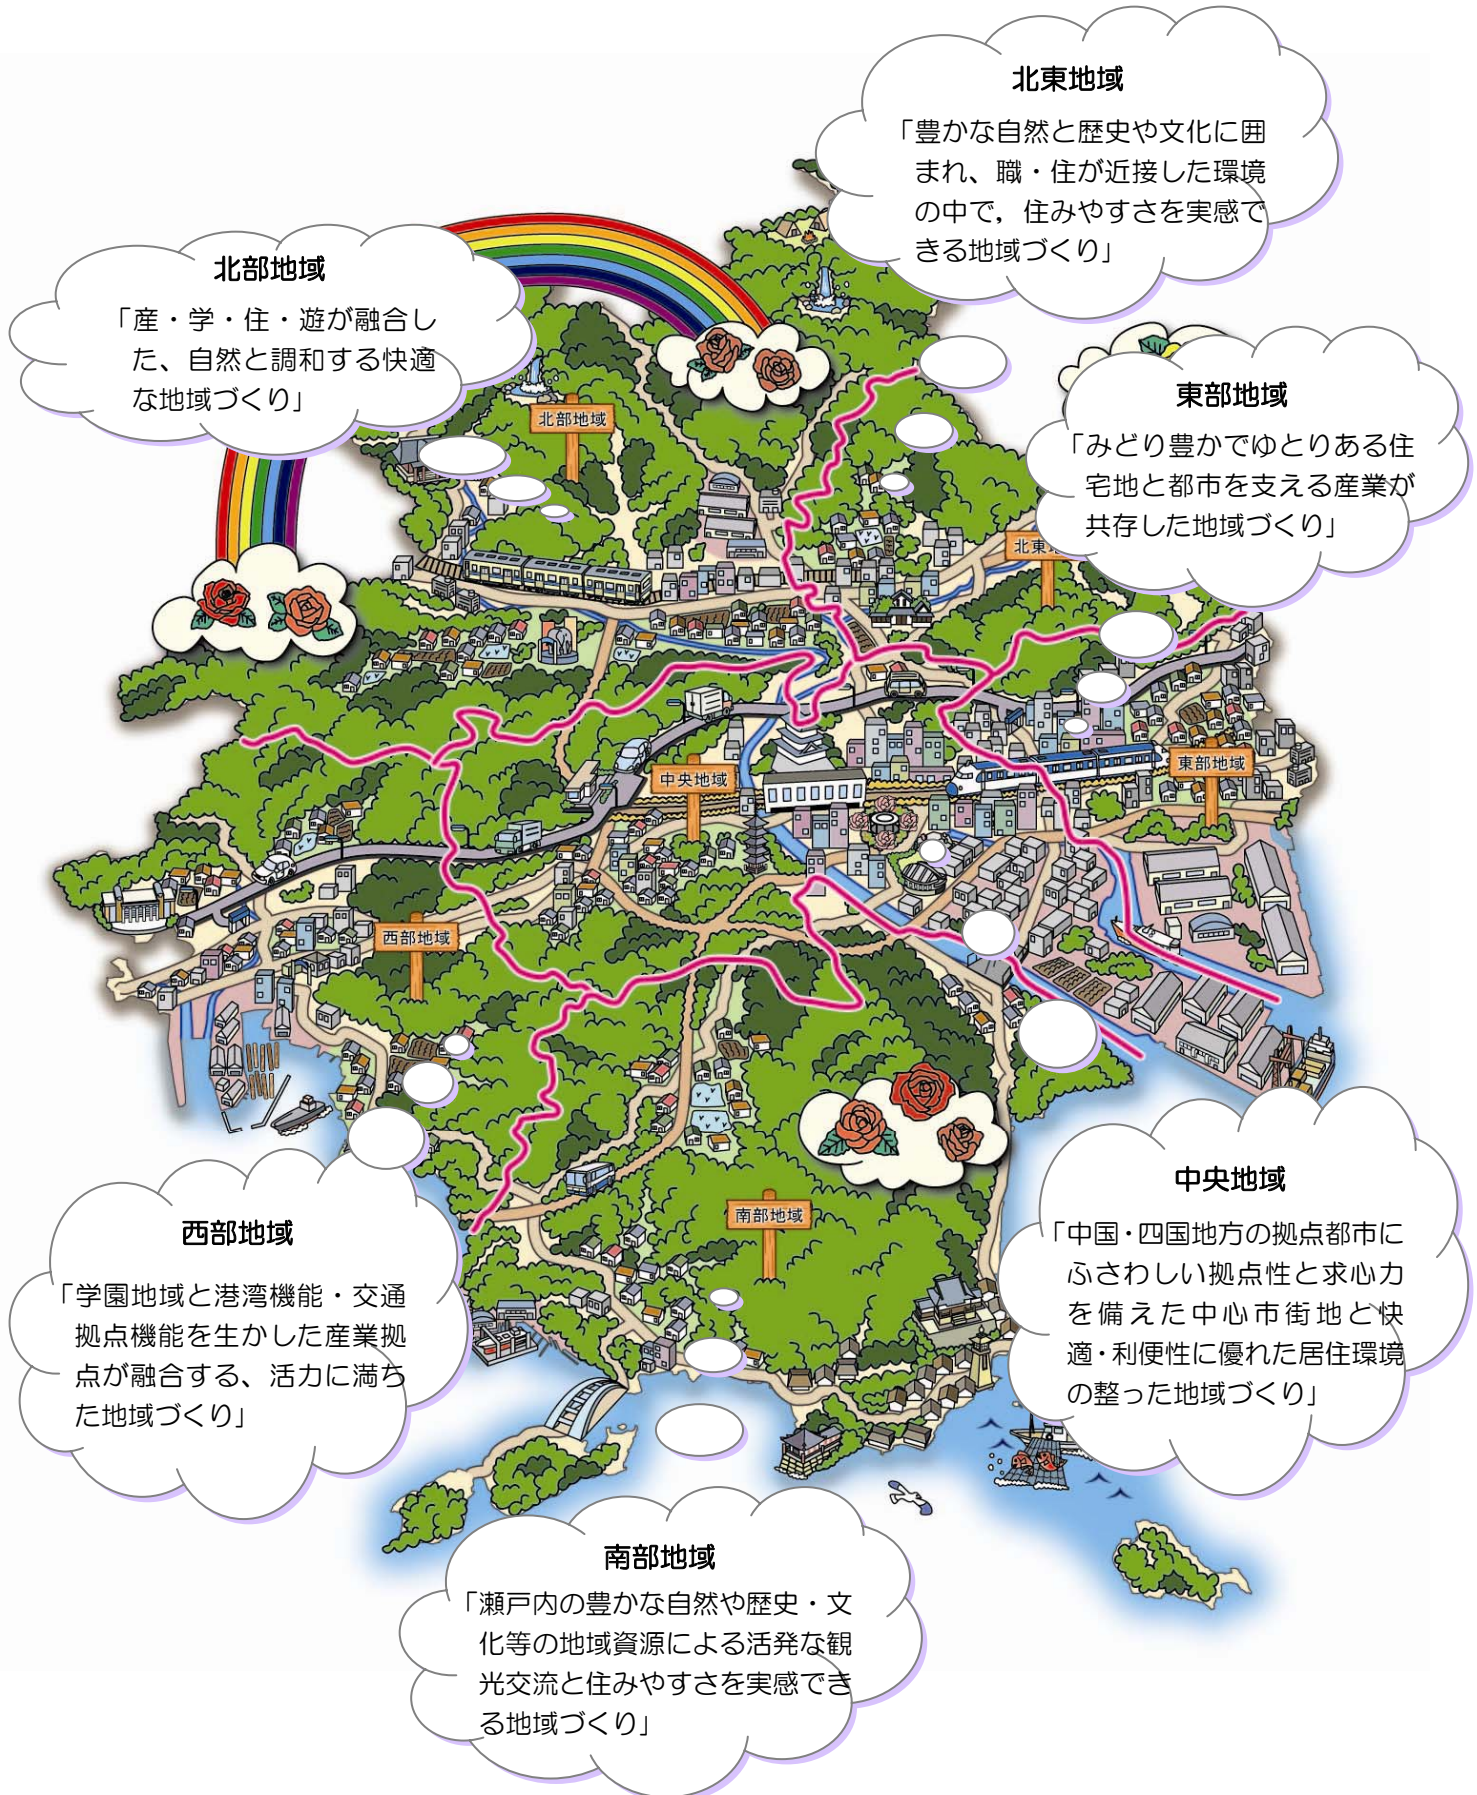 北東地域
「豊かな自然と歴史や文化に囲
まれ、職・住が近接した環境
の中で，住みやすさを実感で
きる地域づくり」
北部地域
「産・学・住・遊が融合し
た、自然と調和する快適
な地域づくり」
東部地域
「みどり豊かでゆとりある住
宅地と都市を支える産業が
共存した地域づくり」
北部地域
北東
中央地域
東部地域
西部地域
南部地域
西部地域
「学園地域と港湾機能・交通
拠点機能を生かした産業拠
点が融合する、活力に満ち
た地域づくり」
中央地域
「中国・四国地方の拠点都市に
ふさわしい拠点性と求心力
を備えた中心市街地と快
適・利便性に優れた居住環境
の整った地域づくり」
南部地域
「瀬戸内の豊かな自然や歴史・文
化等の地域資源による活発な観
光交流と住みやすさを実感でき
る地域づくり」